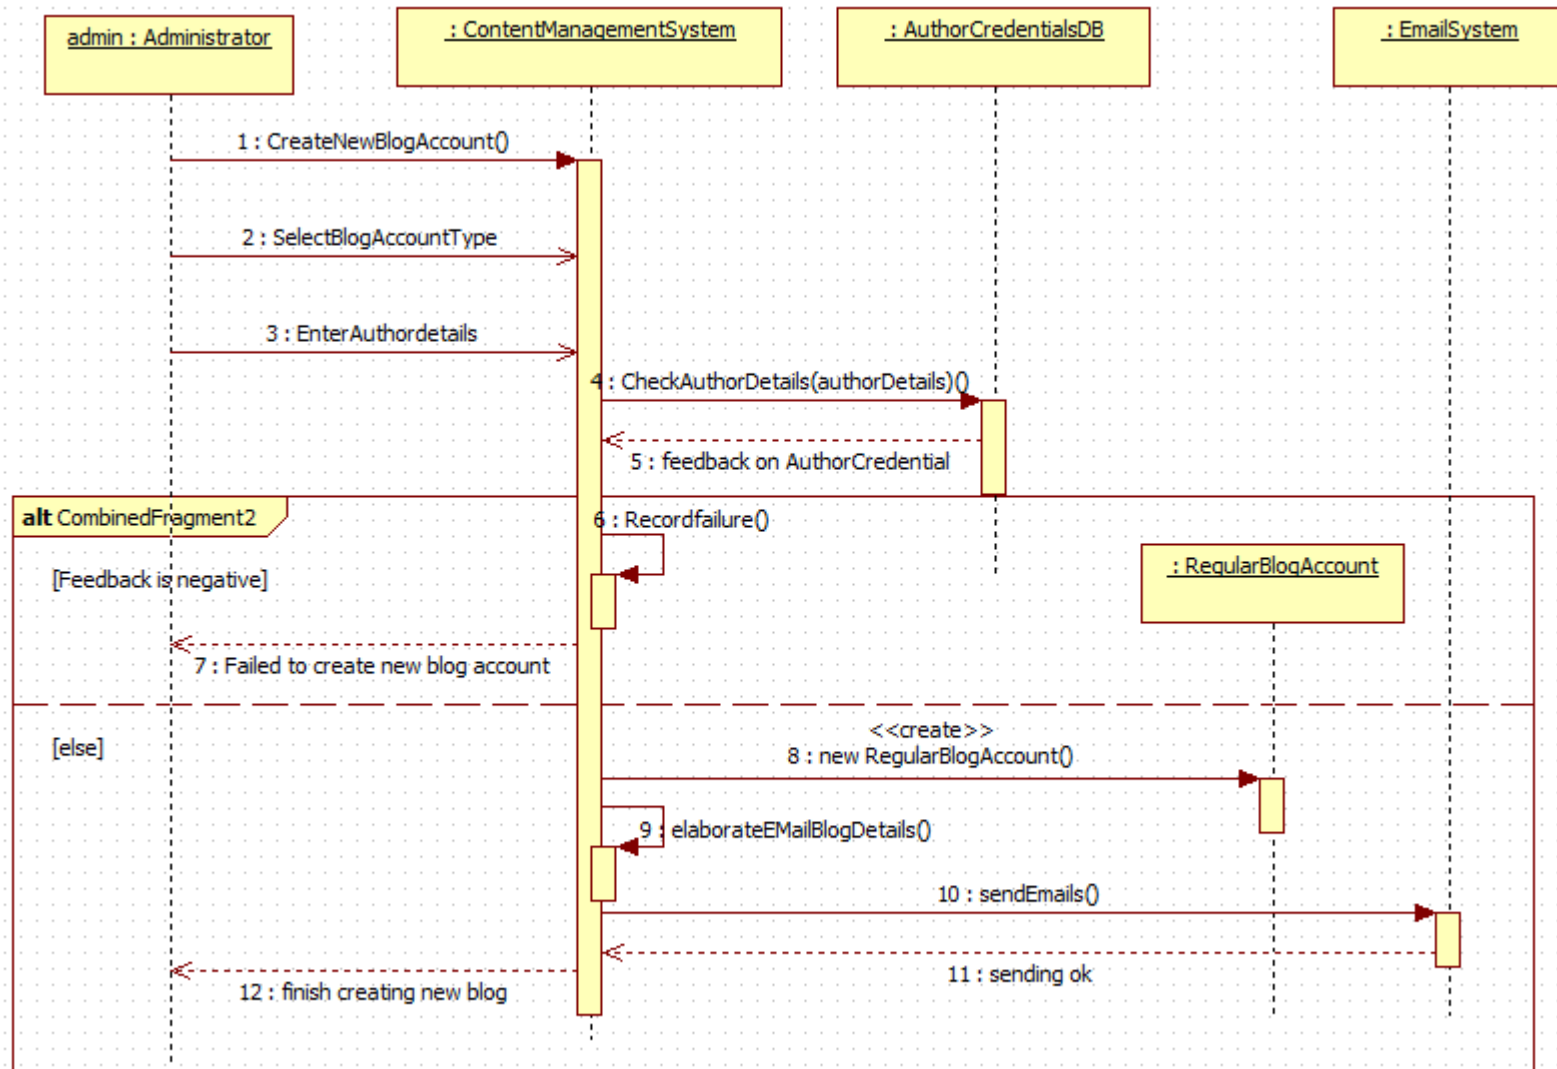 admin : Administrator
: ContentManagementSystem
: AuthorCredentialsDB
: EmailSystem
1 : CreateNewBlogAccount()
2 : SelectBlogAccountType
3 : EnterAuthordetails
4 : CheckAuthorDetails(authorDetails)()
5 : feedback on AuthorCredential
alt CombinedFragment2
6 : Recordfailure()
: RegularBlogAccount
[Feedback is negative]
7 : Failed to create new blog account
[else]
<<create>>
8 : new RegularBlogAccount()
9 : elaborateEMailBlogDetails()
10 : sendEmails()
11 : sending ok
12 : finish creating new blog